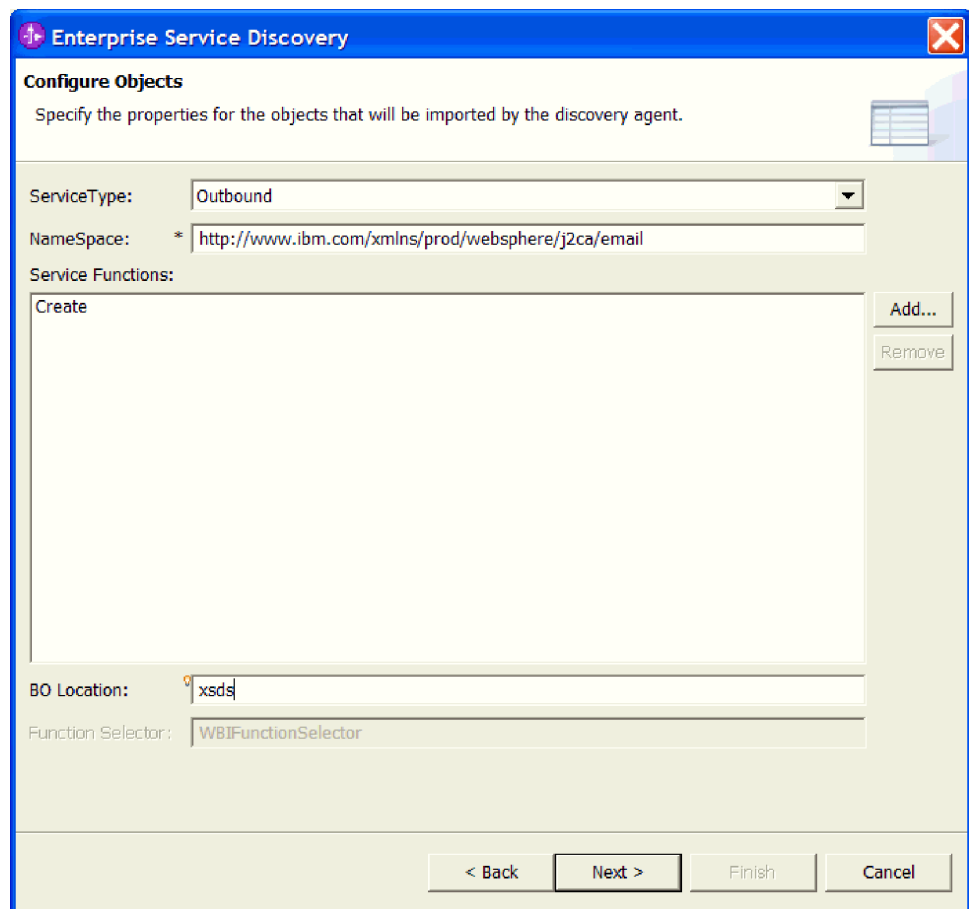 Enterprise Service Discovery
Configure Objects
Specify the properties for the objects that will be imported by the discovery agent.
ServiceType: Outbound
NameSpace: * http://www.ibm.com/xmlns/prod/websphere/j2ca/email
Service Functions:
Create
Add...
Remove
BO Location: xsds
Function Selector: WBIFunctionSelector
< Back Next > Finish Cancel